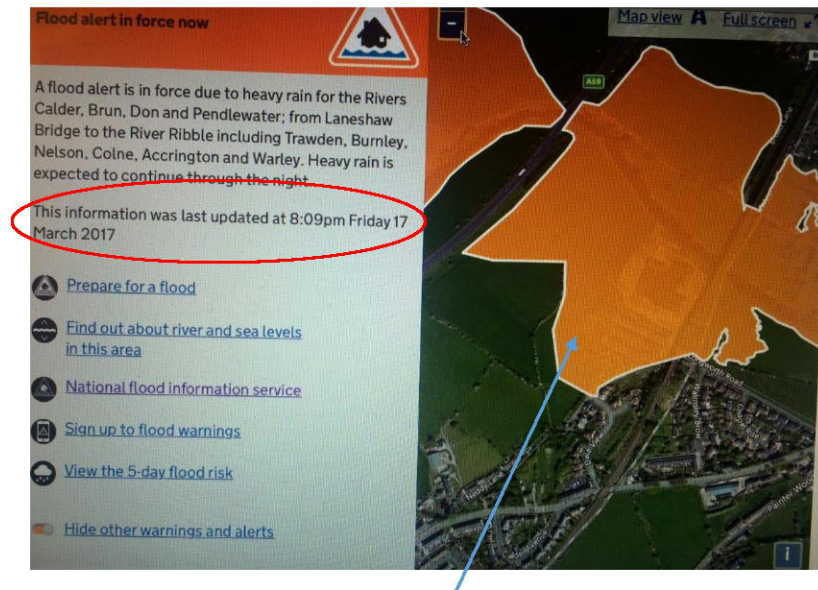 Flood alert in force now
A flood alert is in force due to heavy rain for the Rivers
Calder, Brun, Don and Pendlewater; from Laneshaw
Bridge to the River Ribble including Trawden, Burnley,
Nelson, Colne, Accrington and Warley. Heavy rain is
expected to continue through the night
This information was last updated at 8:09pm Friday 17
March 2017
Prepare for a flood
Find out about river and sea levels
in this area
National flood information service
Sign up to flood warnings
View the 5-day flood risk
Hide other warnings and alerts
Map view
Full screen
A59
Neddy Lane
i